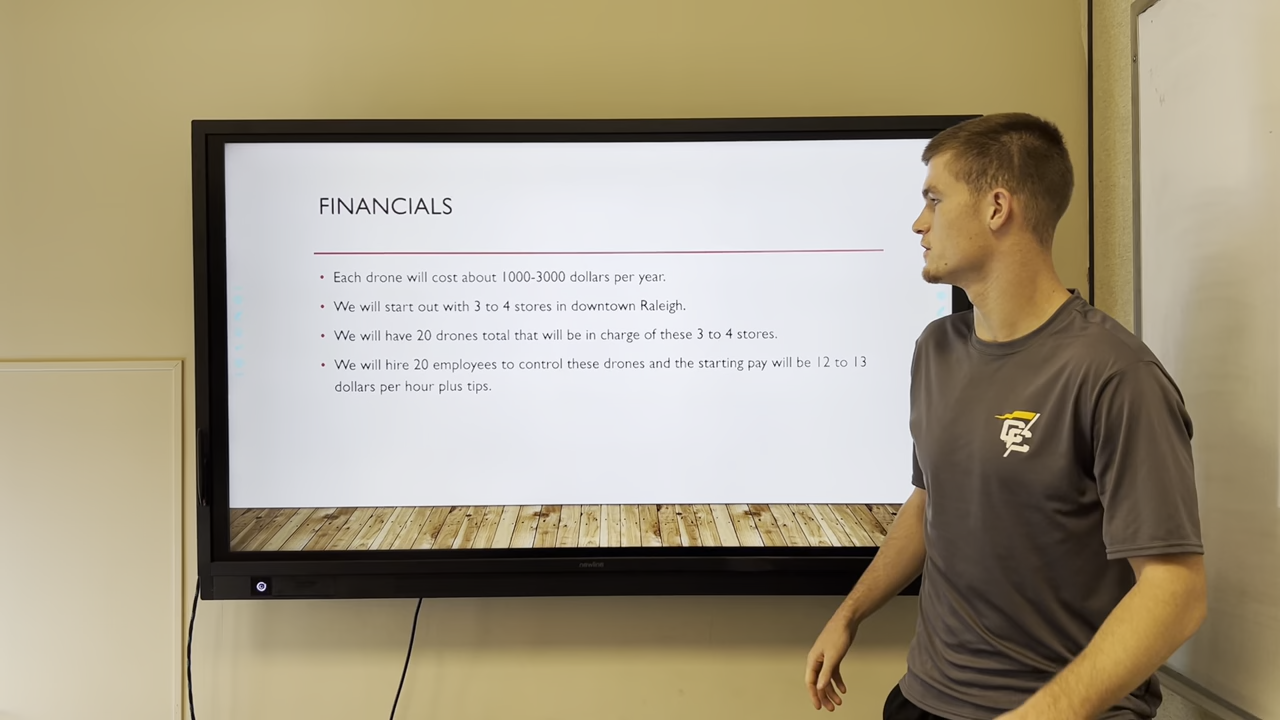 FINANCIALS
• Each drone will cost about 1000-3000 dollars per year.
• We will start out with 3 to 4 stores in downtown Raleigh.
• We will have 20 drones total that will be in charge of these 3 to 4 stores.
• We will hire 20 employees to control these drones and the starting pay will be 12 to 13
dollars per hour plus tips.
newline